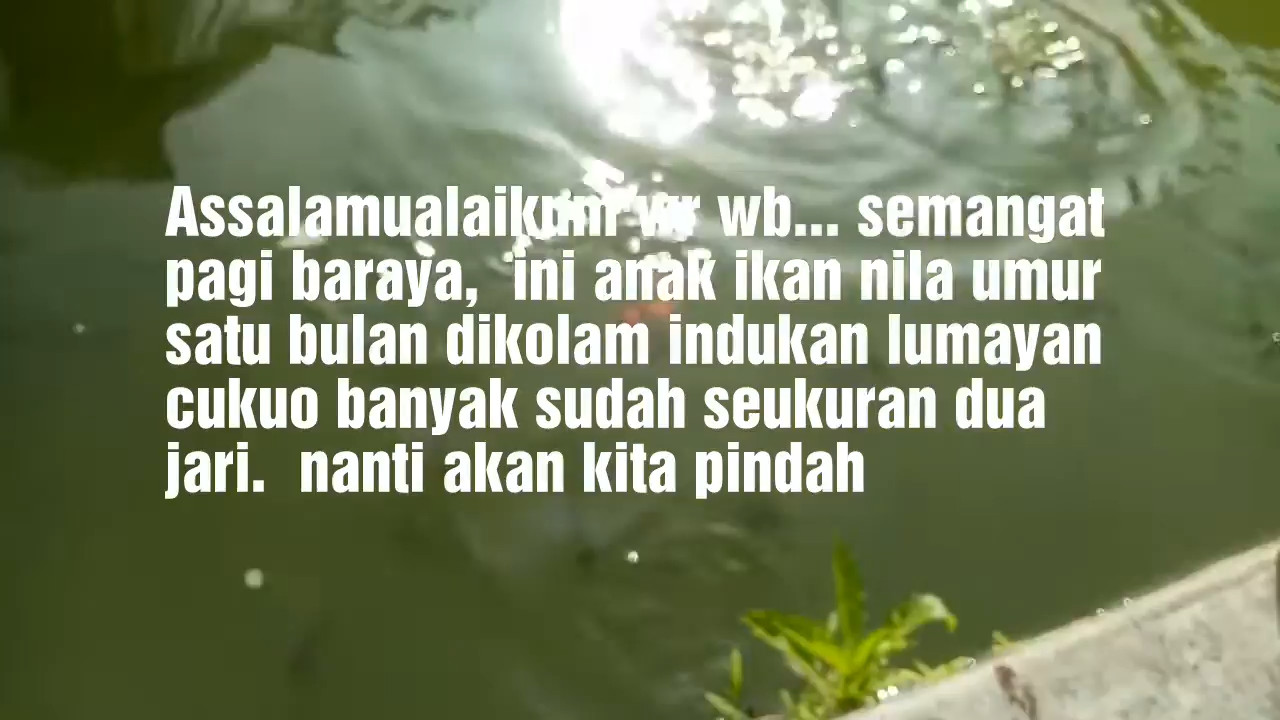 Assalamualaikum wr wb... semangat
pagi baraya,  ini anak ikan nila umur
satu bulan dikolam indukan lumayan
cukuo banyak sudah seukuran dua
jari.  nanti akan kita pindah